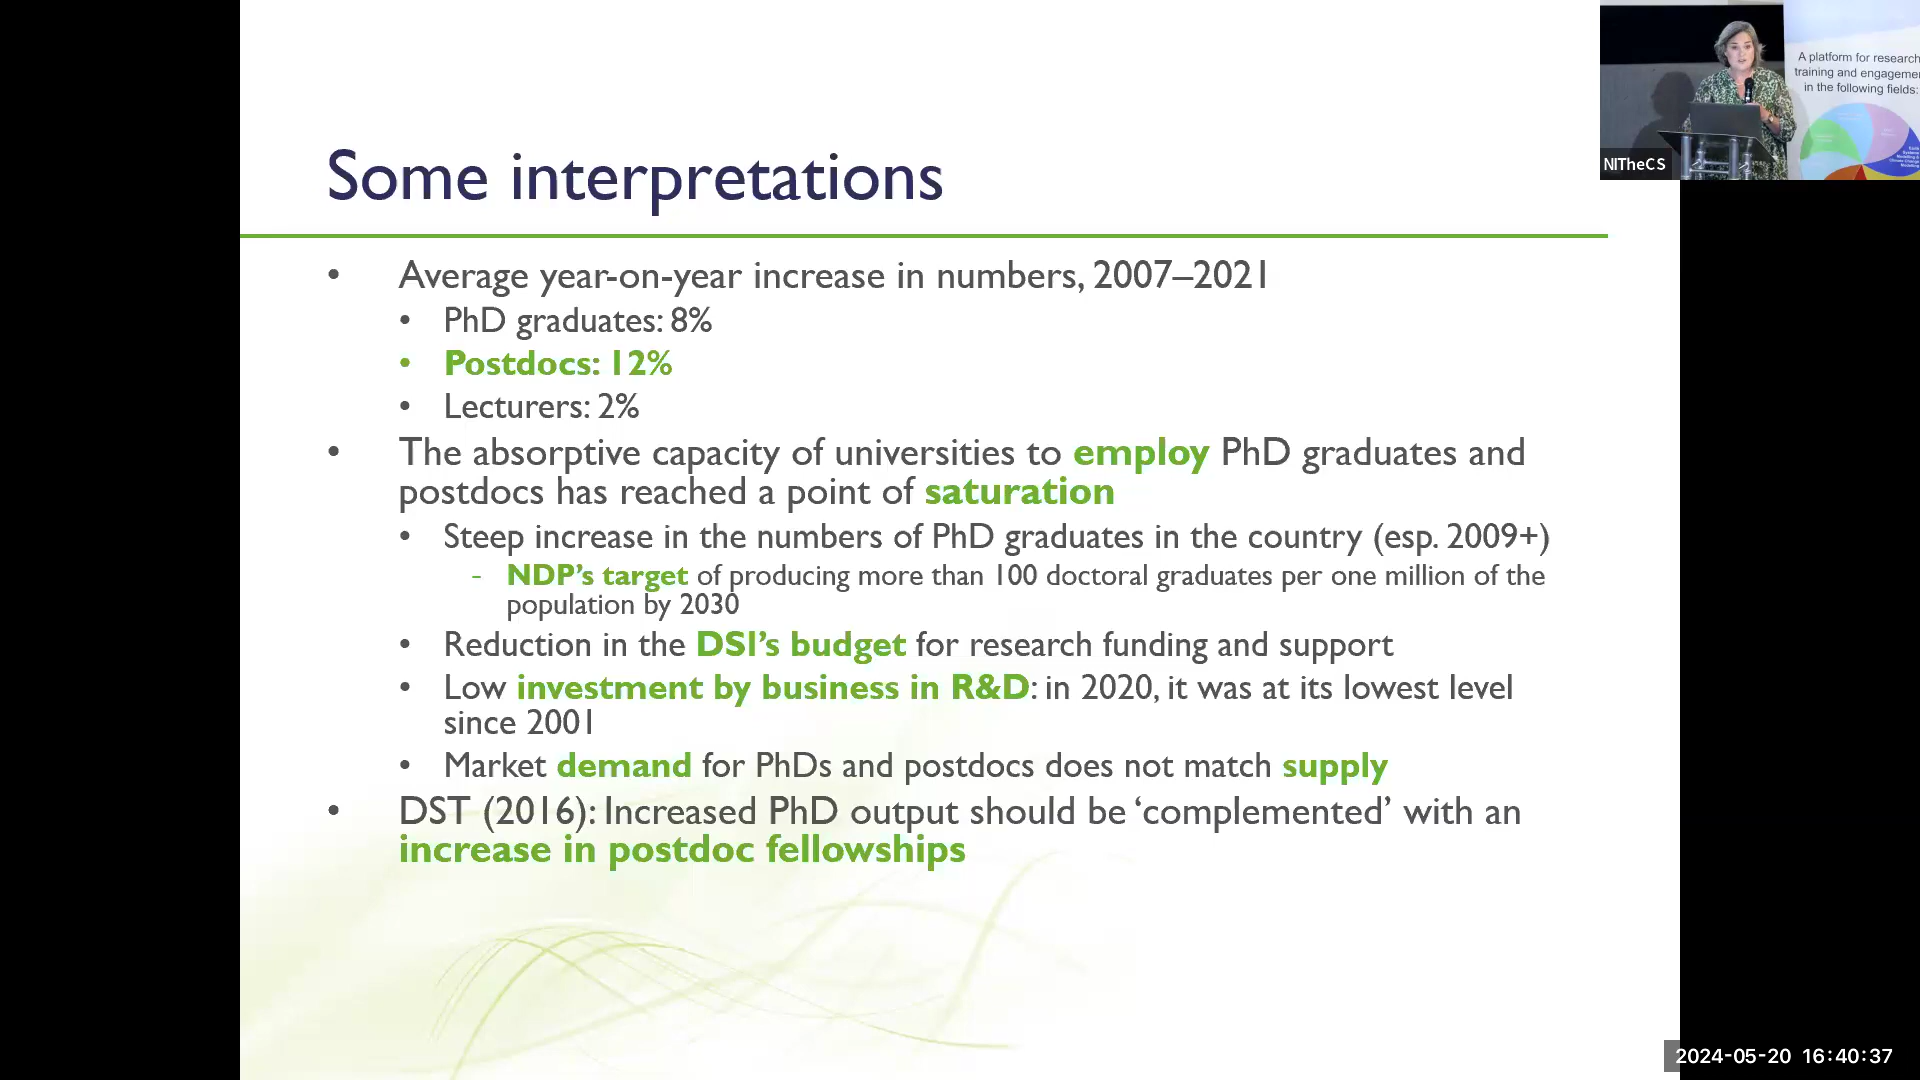 Some interpretations
• Average year-on-year increase in numbers, 2007–2021
• PhD graduates: 8%
• Postdocs: 12%
• Lecturers: 2%
• The absorptive capacity of universities to employ PhD graduates and
postdocs has reached a point of saturation
• Steep increase in the numbers of PhD graduates in the country (esp. 2009+)
- NDP’s target of producing more than 100 doctoral graduates per one million of the
population by 2030
• Reduction in the DSI’s budget for research funding and support
• Low investment by business in R&D: in 2020, it was at its lowest level
since 2001
• Market demand for PhDs and postdocs does not match supply
• DST (2016): Increased PhD output should be ‘complemented’ with an
increase in postdoc fellowships
A platform for research
training and engagemen
in the following fields:
NITheCS
2024-05-20 16:40:37